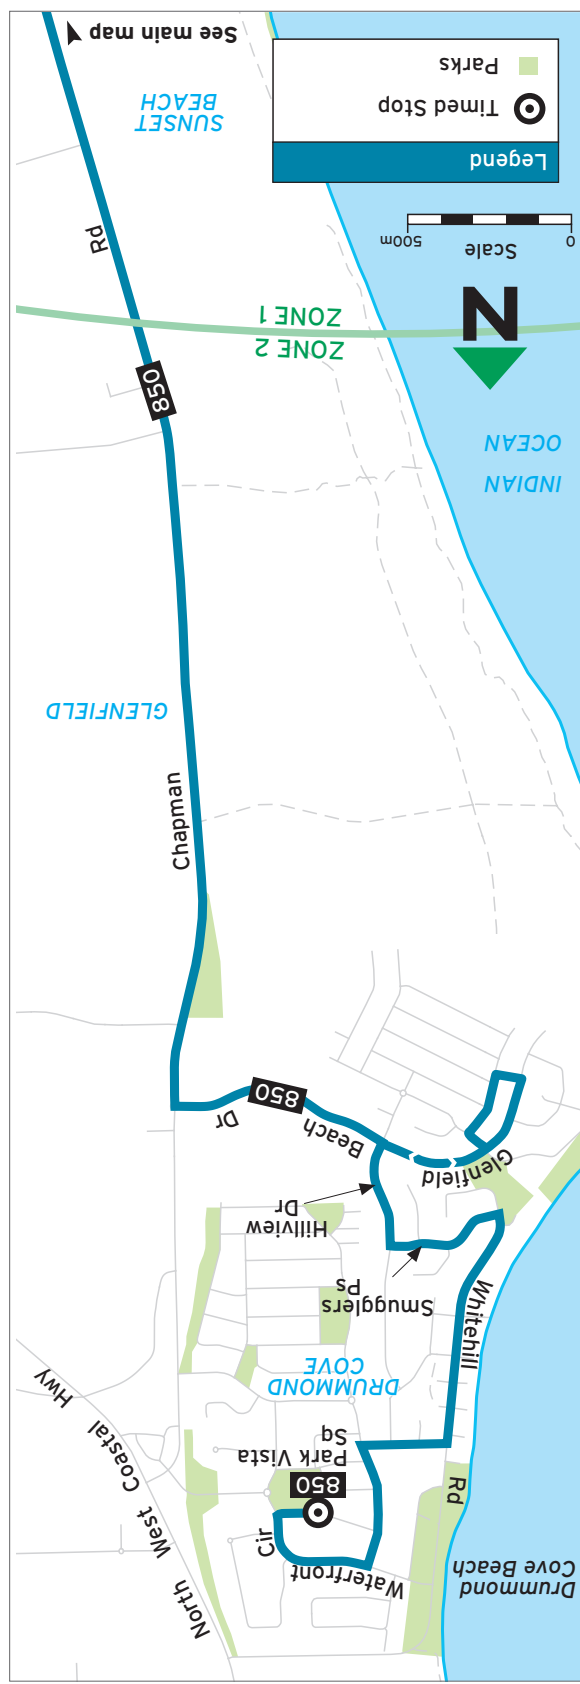 Drummond
Cove Beach
North West Coastal Hwy
Waterfront
Cir
850
Park Vista
Sq
Rd
DRUMMOND
COVE
Whitehill
Smugglers
Ps
Hillview
Dr
Glenfield
Beach
Dr
850
Chapman
GLENFIELD
INDIAN
OCEAN
850
ZONE 2
ZONE 1
N
Rd
Scale
0
500m
Legend
Timed Stop
Parks
SUNSET
BEACH
See main map